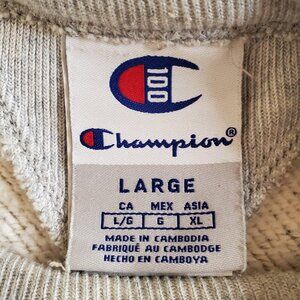 100
Champion®
LARGE
CA MEX ASIA
L/G G XL
MADE IN CAMBODIA
FABRIQUÉ AU CAMBODGE
HECHO EN CAMBOYA